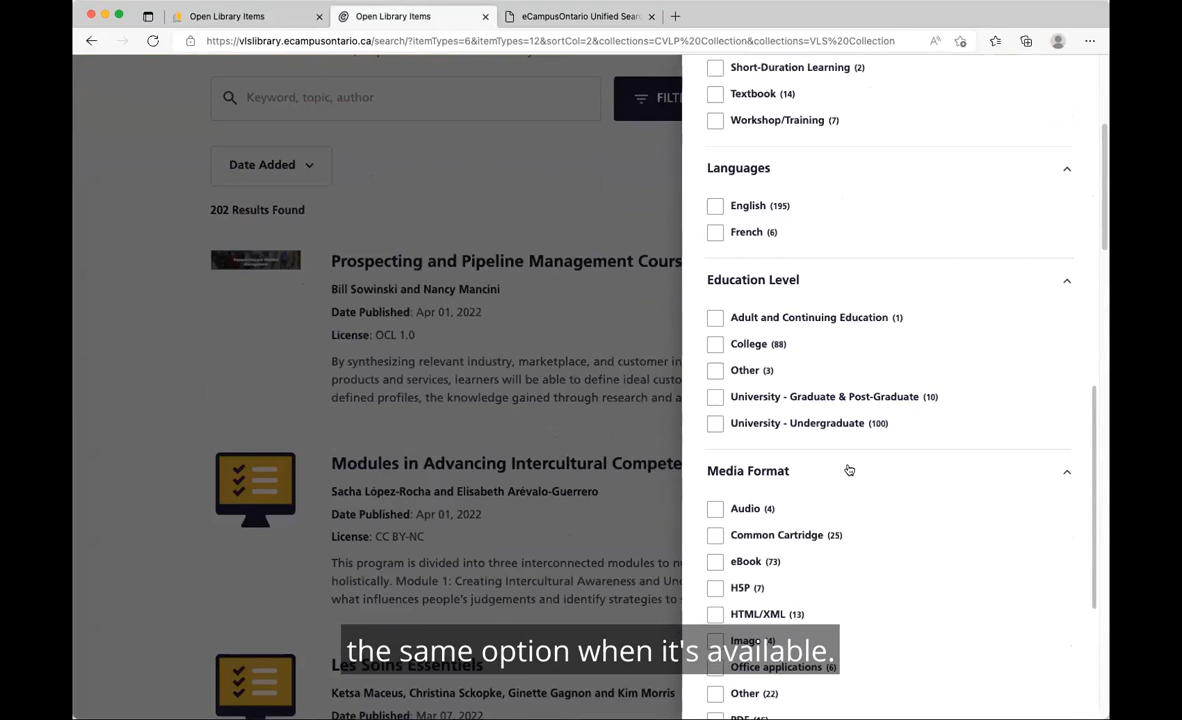 Open Library Items
Open Library Items
eCampusOntario Unified Sear
https://vlslibrary.ecampusontario.ca/search/?itemTypes=6&itemTypes=12&sortCol=2&collections=CVLP%20Collection&collections=VLS%20Collection
Keyword, topic, author
FILT
Date Added
202 Results Found
Prospecting and Pipeline Management Cours
Bill Sowinski and Nancy Mancini
Date Published: Apr 01, 2022
License: OCL 1.0
By synthesizing relevant industry, marketplace, and customer in
products and services, learners will be able to define ideal custo
defined profiles, the knowledge gained through research and a
Modules in Advancing Intercultural Compete
Sacha López-Rocha and Elisabeth Arévalo-Guerrero
Date Published: Apr 01, 2022
License: CC BY-NC
This program is divided into three interconnected modules to nu
holistically. Module 1: Creating Intercultural Awareness and Und
what influences people's judgements and identify strategies to s
Les Soins Essentiels
Ketsa Maceus, Christina Sckopke, Ginette Gagnon and Kim Morris
Date Published: Mar 07, 2022
Short-Duration Learning (2)
Textbook (14)
Workshop/Training (7)
Languages
English (195)
French (6)
Education Level
Adult and Continuing Education (1)
College (88)
Other (3)
University - Graduate & Post-Graduate (10)
University - Undergraduate (100)
Media Format
Audio (4)
Common Cartridge (25)
eBook (73)
H5P (7)
HTML/XML (13)
Image (4)
Office applications (6)
Other (22)
PDF
the same option when it's available.